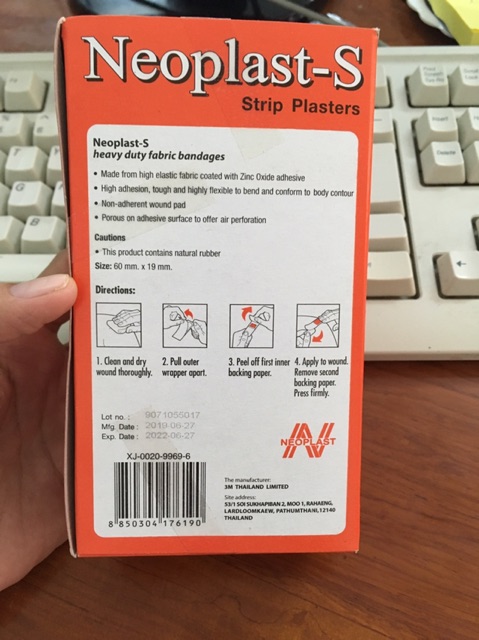 Neoplast-S
Strip Plasters
Neoplast-S
heavy duty fabric bandages
• Made from high elastic fabric coated with Zinc Oxide adhesive
• High adhesion, tough and highly flexible to bend and conform to body contour
• Non-adherent wound pad
• Porous on adhesive surface to offer air perforation
Cautions
• This product contains natural rubber
Size: 60 mm. x 19 mm.
Directions:
1. Clean and dry
wound thoroughly.
2. Pull outer
wrapper apart.
3. Peel off first inner
backing paper.
4. Apply to wound.
Remove second
backing paper.
Press firmly.
Lot no. : 9071055017
Mfg. Date : 2019-06-27
Exp. Date : 2022-06-27
NEOPLAST
XJ-0020-9969-6
8 850304 176190
The manufacturer:
3M THAILAND LIMITED
Site address:
53/1 SOI SUKHAPIBAN 2, MOO 1, RAHAENG,
LARDLOOMKAEW, PATHUMTHANI, 12140
THAILAND
Delete